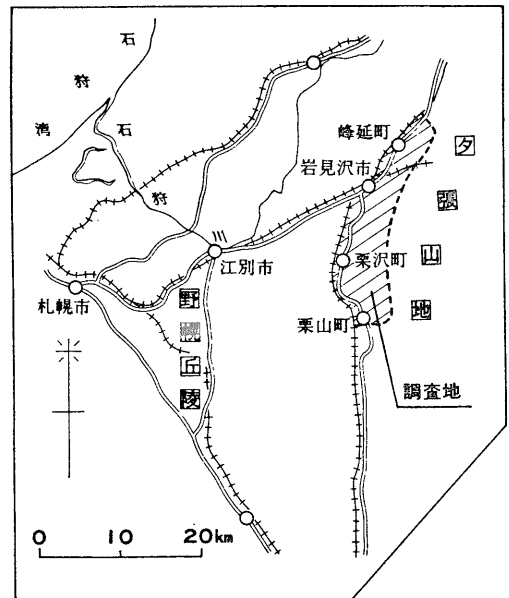 石狩湾
石狩川
峰延町
岩見沢市
夕張山地
江別市
栗沢町
札幌市
野幌丘陵
栗山町
調査地
0 10 20km